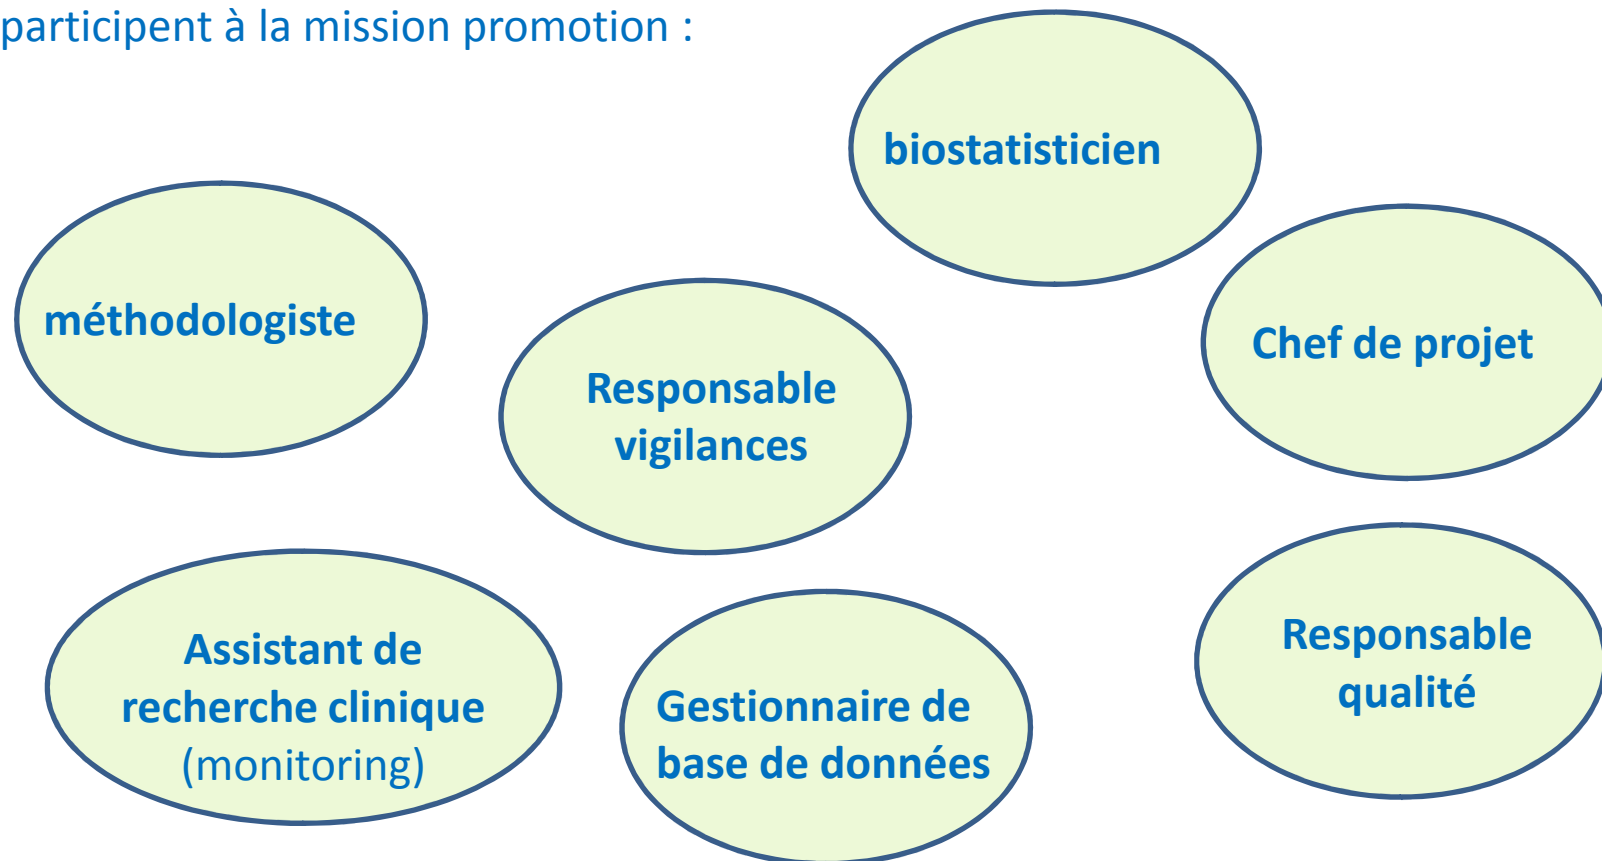 participent à la mission promotion :
biostatisticien
méthodologiste
Chef de projet
Responsable
vigilances
Assistant de
recherche clinique
(monitoring)
Gestionnaire de
base de données
Responsable
qualité